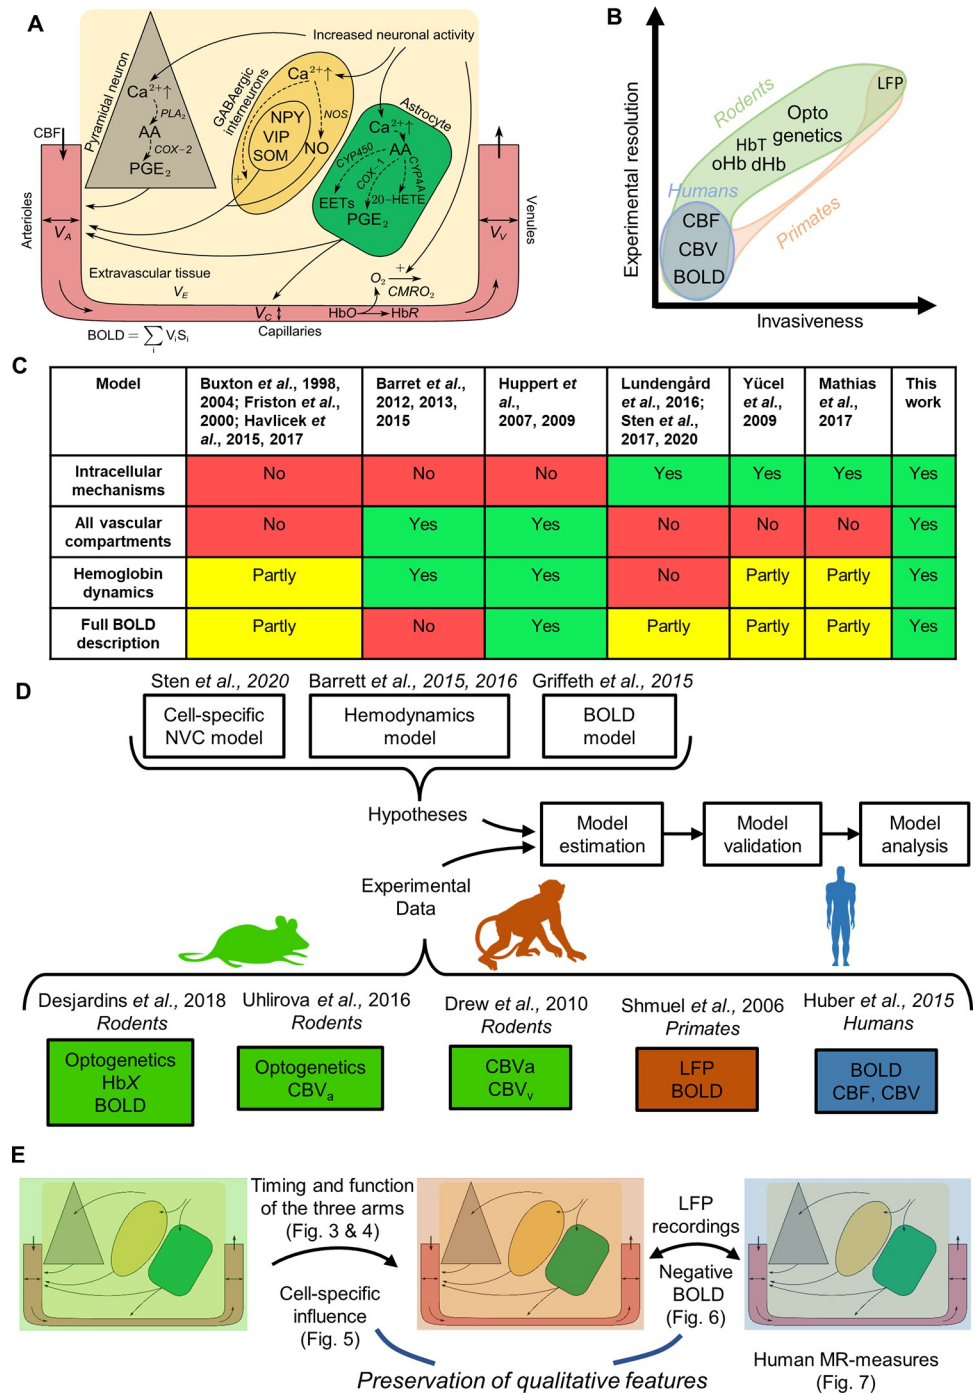 A
Increased neuronal activity
Pyramidal neuron
Ca²⁺↑
PLA₂
AA
COX−2
PGE₂
GABAergic
interneurons
Ca²⁺↑
NOS
NPY
VIP
SOM
NO
+
Astrocyte
Ca²⁺↑
CYP450
AA
COX−1
CYP4A
EETs
20−HETE
PGE₂
CBF
Arterioles
V_A
Venules
V_V
Extravascular tissue
V_E
O₂
+
CMRO₂
V_C
HbO
HbR
Capillaries
BOLD = ∑ VᵢSᵢ
i
B
Experimental resolution
Invasiveness
Rodents
LFP
Opto
genetics
HbT
oHb dHb
Humans
CBF
CBV
BOLD
Primates
C
Model
Buxton et al., 1998,
2004; Friston et al.,
2000; Havlicek et
al., 2015, 2017
Barret et al.,
2012, 2013,
2015
Huppert et
al.,
2007, 2009
Lundengård et
al., 2016;
Sten et al.,
2017, 2020
Yücel et
al., 2009
Mathias et
al., 2017
This
work
Intracellular
mechanisms
No
No
No
Yes
Yes
Yes
Yes
All vascular
compartments
No
Yes
Yes
No
No
No
Yes
Hemoglobin
dynamics
Partly
Yes
Yes
No
Partly
Partly
Yes
Full BOLD
description
Partly
No
Yes
Partly
Partly
Partly
Yes
D
Sten et al., 2020
Barrett et al., 2015, 2016
Griffeth et al., 2015
Cell-specific
NVC model
Hemodynamics
model
BOLD
model
Hypotheses
Model
estimation
Model
validation
Model
analysis
Experimental
Data
Desjardins et al., 2018
Rodents
Optogenetics
HbX
BOLD
Uhlirova et al., 2016
Rodents
Optogenetics
CBVₐ
Drew et al., 2010
Rodents
CBVa
CBVᵥ
Shmuel et al., 2006
Primates
LFP
BOLD
Huber et al., 2015
Humans
BOLD
CBF, CBV
E
Timing and function
of the three arms
(Fig. 3 & 4)
Cell-specific
influence
(Fig. 5)
LFP
recordings
Negative
BOLD
(Fig. 6)
Preservation of qualitative features
Human MR-measures
(Fig. 7)